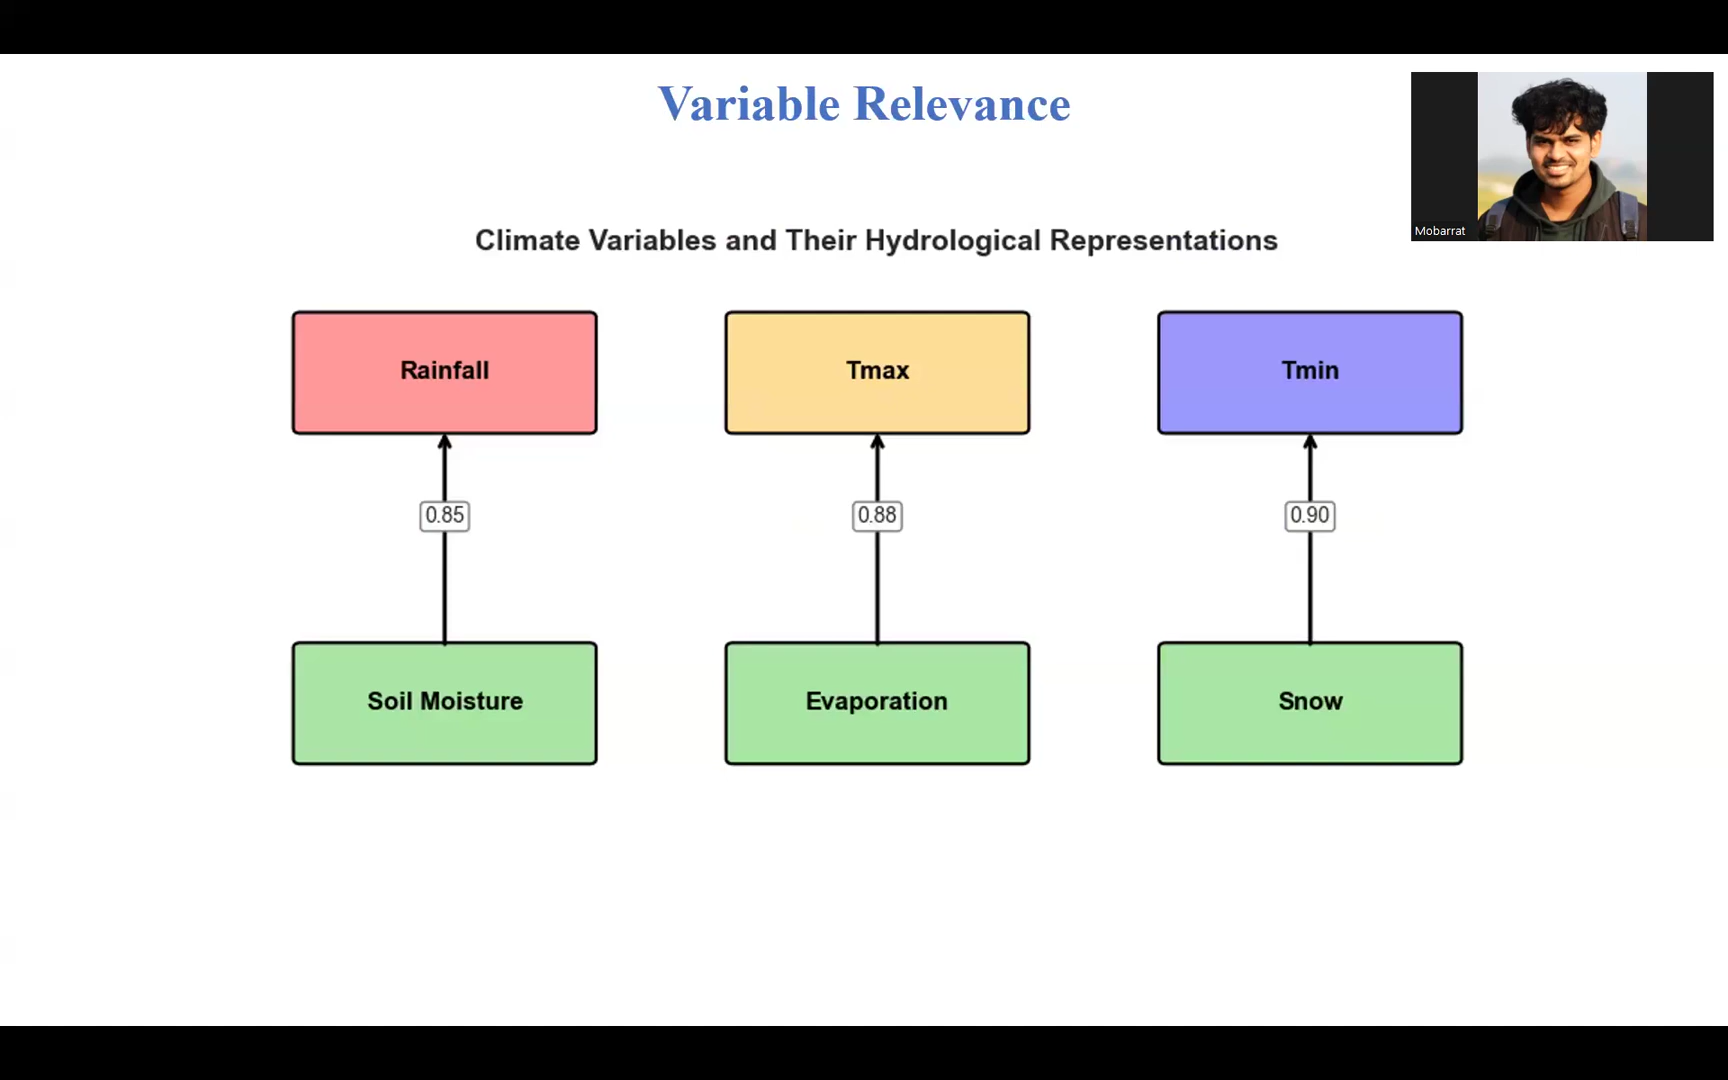 Variable Relevance
Mobarrat
Climate Variables and Their Hydrological Representations
Rainfall
Tmax
Tmin
0.85
0.88
0.90
Soil Moisture
Evaporation
Snow